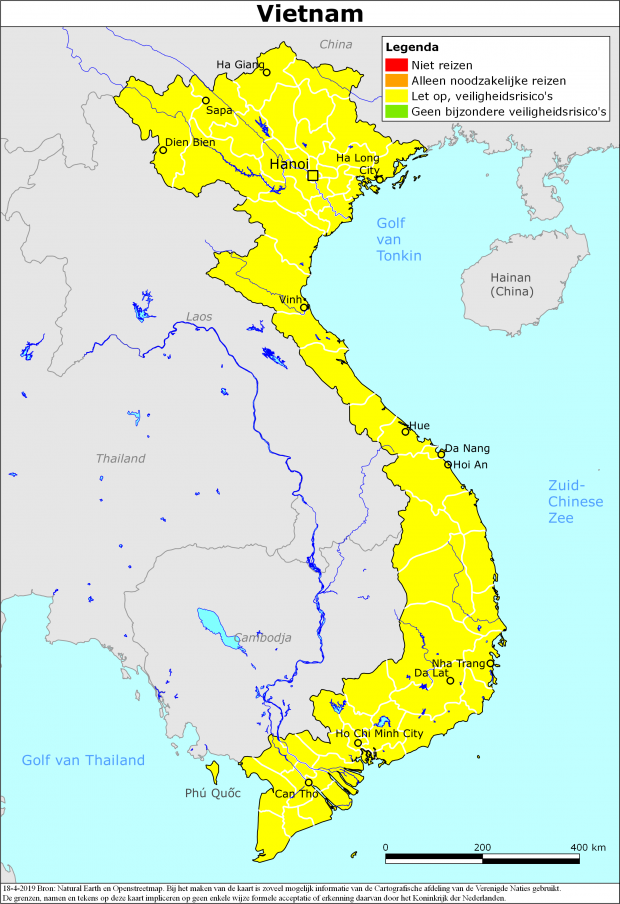 Vietnam
China
Legenda
Niet reizen
Alleen noodzakelijke reizen
Let op, veiligheidsrisico's
Geen bijzondere veiligheidsrisico's
Ha Giang
Sapa
Dien Bien
Hanoi
Ha Long
City
Golf
van
Tonkin
Hainan
(China)
Vinh
Laos
Hue
Da Nang
Hoi An
Thailand
Zuid-
Chinese
Zee
Cambodja
Nha Trang
Da Lat
Ho Chi Minh City
Golf van Thailand
Phú Quốc
Can Tho
0 200 400 km
18-4-2019 Bron: Natural Earth en Openstreetmap. Bij het maken van de kaart is zoveel mogelijk informatie van de Cartografische afdeling van de Verenigde Naties gebruikt.
De grenzen, namen en tekens op deze kaart impliceren op geen enkele wijze formele acceptatie of erkenning daarvan door het Koninkrijk der Nederlanden.